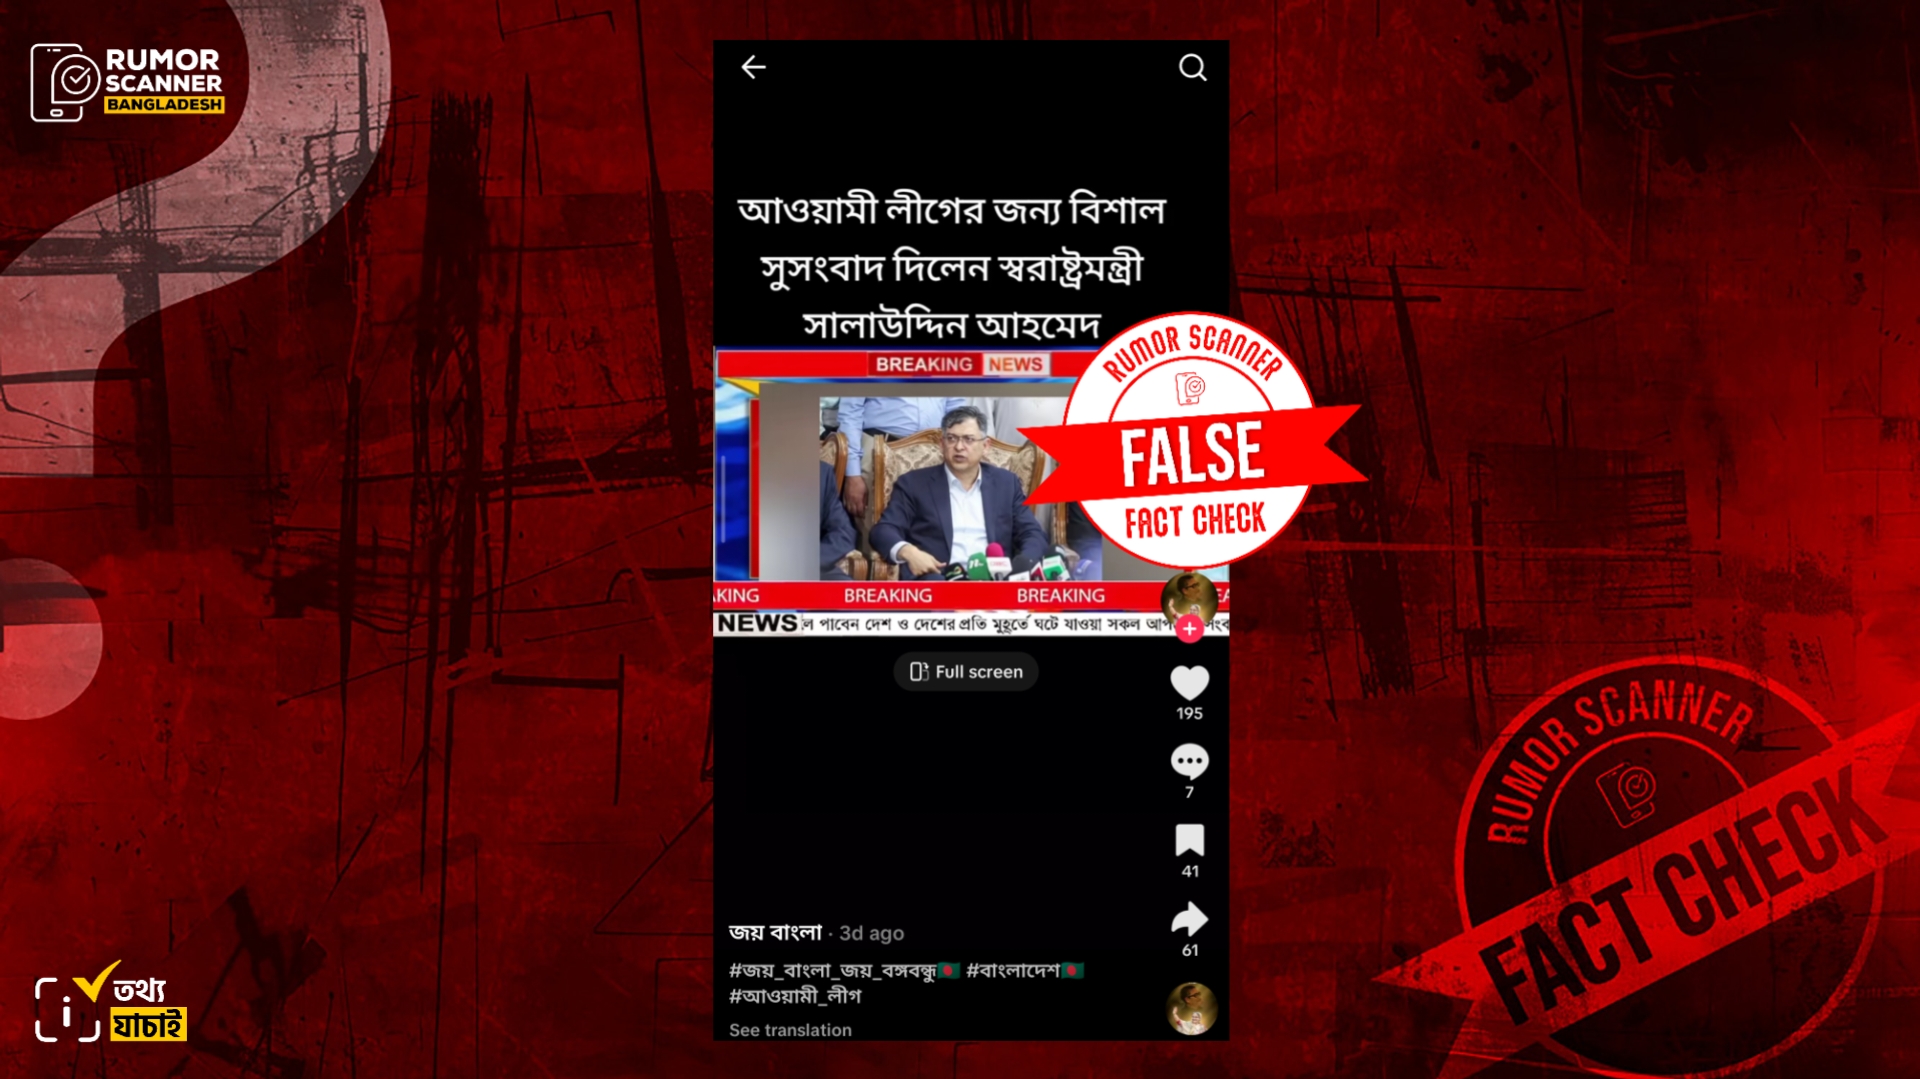 RUMOR
SCANNER
BANGLADESH
আওয়ামী লীগের জন্য বিশাল
সুসংবাদ দিলেন স্বরাষ্ট্রমন্ত্রী
সালাউদ্দিন আহমেদ
BREAKING NEWS
RUMOR SCANNER
FALSE
FACT CHECK
KING BREAKING BREAKING
NEWS পাবেন দেশ ও দেশের প্রতি মুহূর্তে ঘটে যাওয়া সকল
Full screen
195
7
41
61
জয় বাংলা · 3d ago
#জয়_বাংলা_জয়_বঙ্গবন্ধু🇧🇩 #বাংলাদেশ🇧🇩
#আওয়ামী_লীগ
See translation
RUMOR SCANNER
FACT CHECK
তথ্য
যাচাই